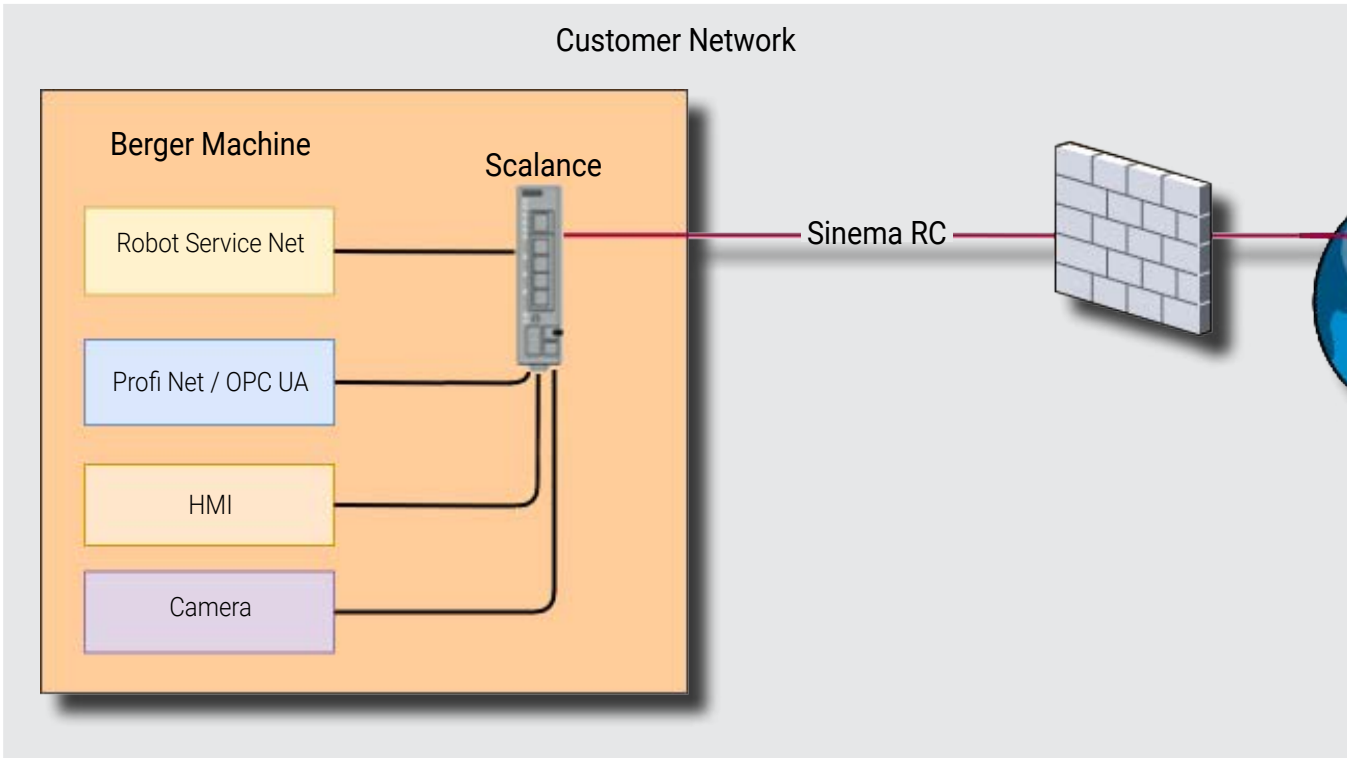 Customer Network
Berger Machine
Scalance
Robot Service Net
Sinema RC
Profi Net / OPC UA
HMI
Camera